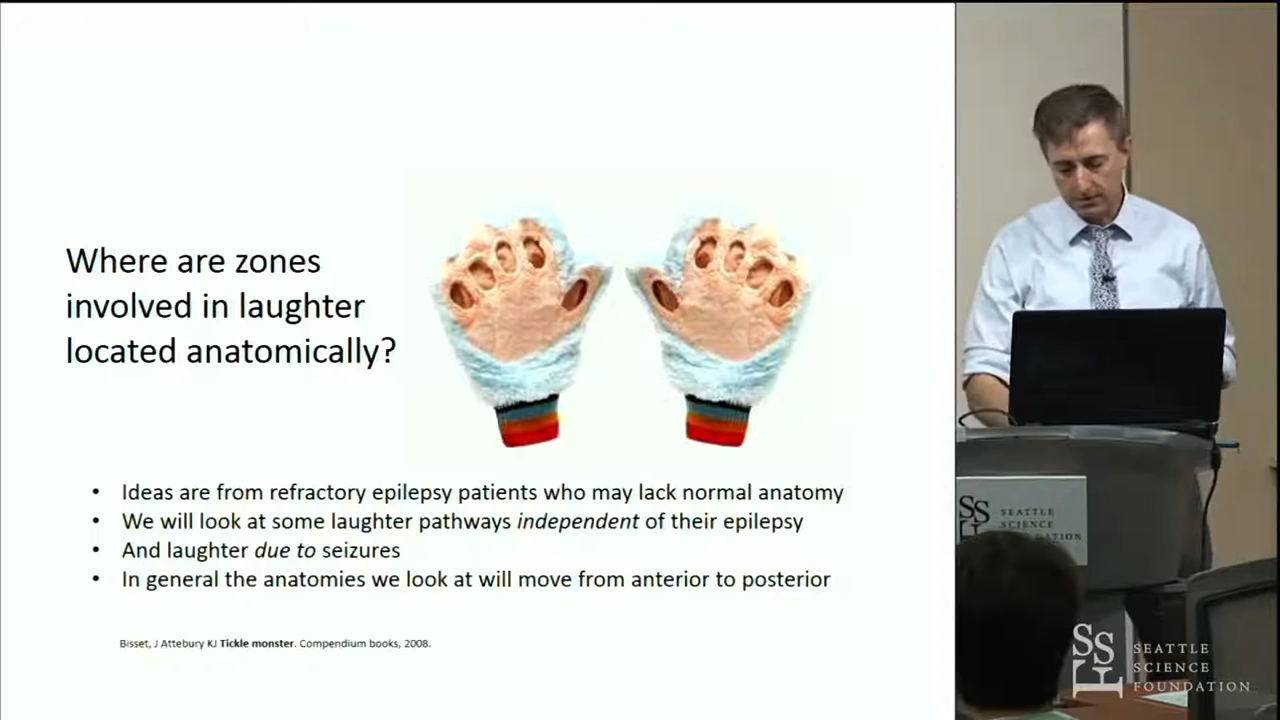 Where are zones
involved in laughter
located anatomically?
• Ideas are from refractory epilepsy patients who may lack normal anatomy
• We will look at some laughter pathways independent of their epilepsy
• And laughter due to seizures
• In general the anatomies we look at will move from anterior to posterior
Bisset, J Attebury KJ Tickle monster. Compendium books, 2008.
SEATTLE
SCIENCE
FOUNDATION
SSF
SEATTLE
SCIENCE
FOUNDATION